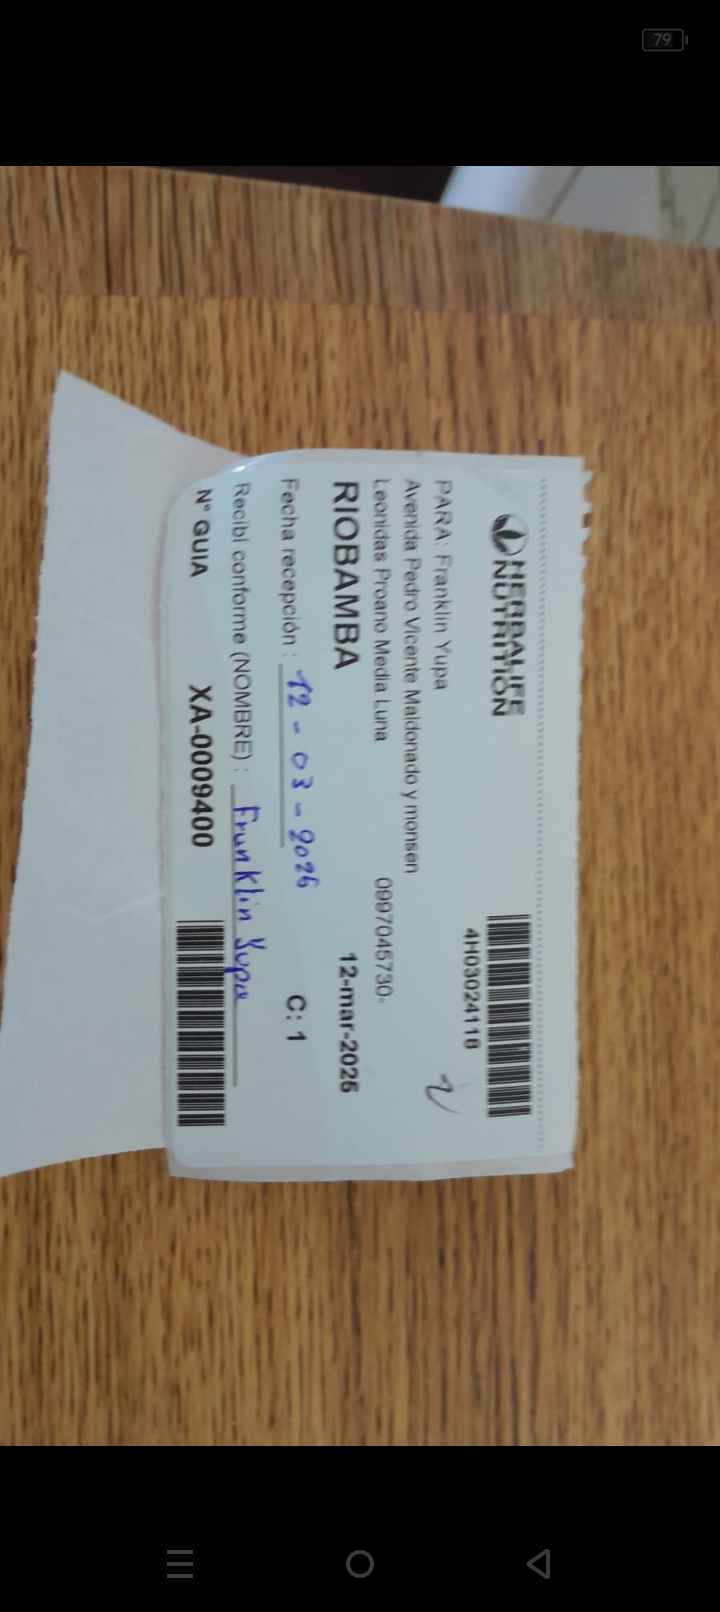 79
HERBALIFE
NUTRITION
4H03024118
PARA: Franklin Yupa
Avenida Pedro Vicente Maldonado y monsen
Leonidas Proano Media Luna 0997045730-
RIOBAMBA 12-mar-2026
Fecha recepción : 12-03-2026 C: 1
Recibí conforme (NOMBRE) : Franklin Yupa
N° GUIA XA-0009400